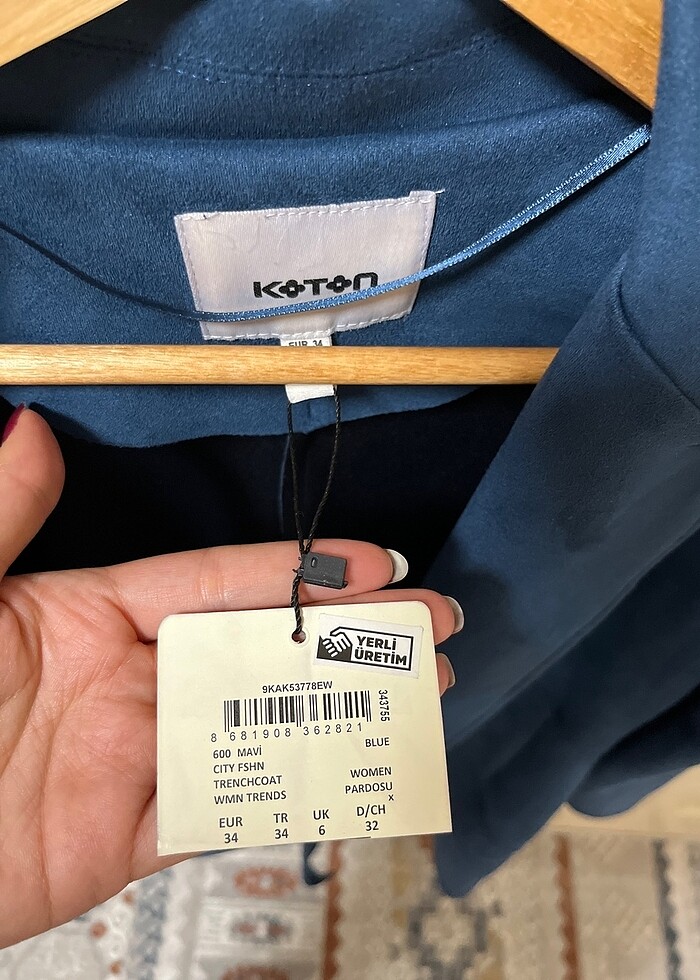 KOTON
EUR 34
YERLİ
ÜRETİM
9KAK53778EW
343755
8 681908 362821
600 MAVİ BLUE
CITY FSHN
TRENCHCOAT WOMEN
WMN TRENDS PARDOSU
x
EUR TR UK D/CH
34 34 6 32